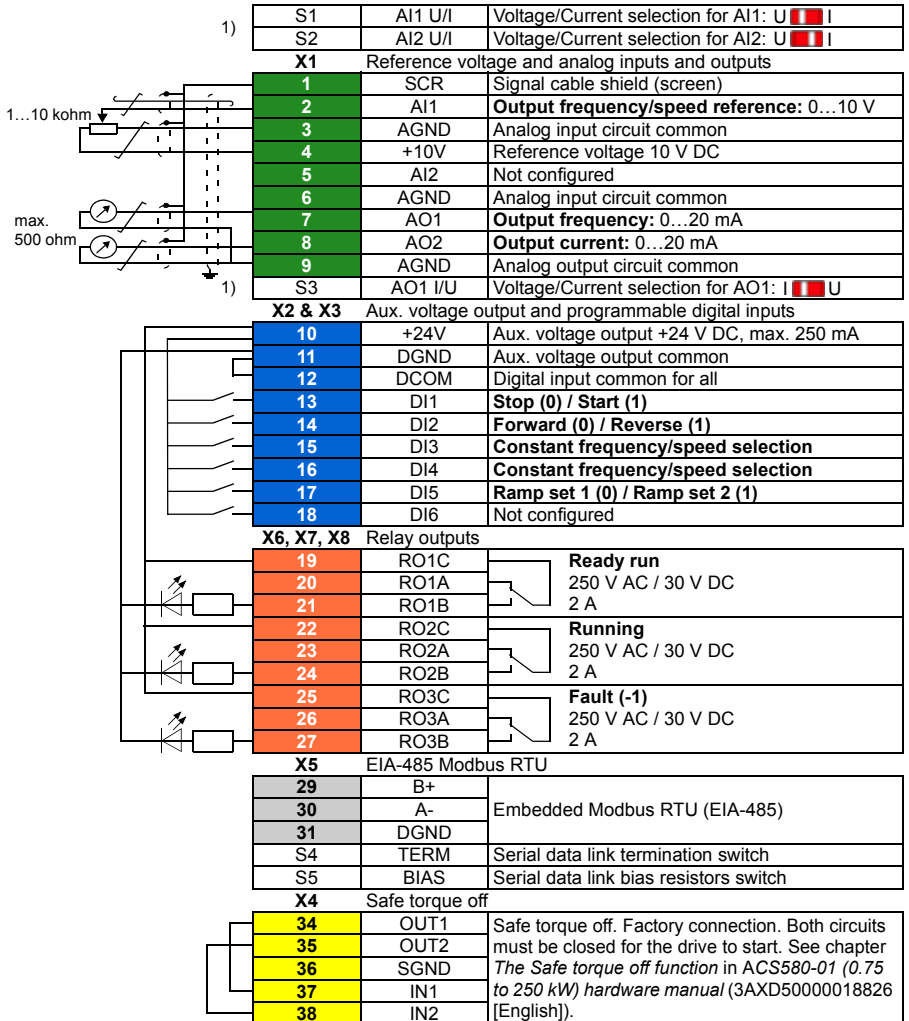 1)
S1 AI1 U/I Voltage/Current selection for AI1: U I
S2 AI2 U/I Voltage/Current selection for AI2: U I
X1 Reference voltage and analog inputs and outputs
1 SCR Signal cable shield (screen)
1…10 kohm
2 AI1 Output frequency/speed reference: 0…10 V
3 AGND Analog input circuit common
4 +10V Reference voltage 10 V DC
5 AI2 Not configured
6 AGND Analog input circuit common
max.
500 ohm
7 AO1 Output frequency: 0…20 mA
8 AO2 Output current: 0…20 mA
9 AGND Analog output circuit common
1)
S3 AO1 I/U Voltage/Current selection for AO1: I U
X2 & X3 Aux. voltage output and programmable digital inputs
10 +24V Aux. voltage output +24 V DC, max. 250 mA
11 DGND Aux. voltage output common
12 DCOM Digital input common for all
13 DI1 Stop (0) / Start (1)
14 DI2 Forward (0) / Reverse (1)
15 DI3 Constant frequency/speed selection
16 DI4 Constant frequency/speed selection
17 DI5 Ramp set 1 (0) / Ramp set 2 (1)
18 DI6 Not configured
X6, X7, X8 Relay outputs
19 RO1C Ready run
20 RO1A 250 V AC / 30 V DC
21 RO1B 2 A
22 RO2C Running
23 RO2A 250 V AC / 30 V DC
24 RO2B 2 A
25 RO3C Fault (-1)
26 RO3A 250 V AC / 30 V DC
27 RO3B 2 A
X5 EIA-485 Modbus RTU
29 B+
30 A- Embedded Modbus RTU (EIA-485)
31 DGND
S4 TERM Serial data link termination switch
S5 BIAS Serial data link bias resistors switch
X4 Safe torque off
34 OUT1 Safe torque off. Factory connection. Both circuits
35 OUT2 must be closed for the drive to start. See chapter
36 SGND The Safe torque off function in ACS580-01 (0.75
37 IN1 to 250 kW) hardware manual (3AXD50000018826
38 IN2 [English]).